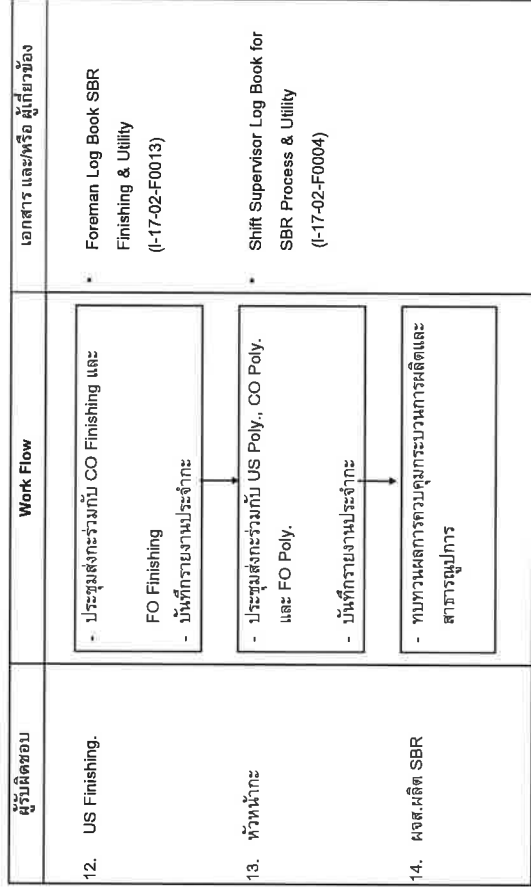 ผู้รับผิดชอบ
Work Flow
เอกสาร และ/หรือ ผู้เกี่ยวข้อง
12. US Finishing.
- ประชุมส่งกะร่วมกับ CO Finishing และ
FO Finishing
- บันทึกรายงานประจำกะ
• Foreman Log Book SBR
Finishing & Utility
(I-17-02-F0013)
13. หัวหน้ากะ
- ประชุมส่งกะร่วมกับ US Poly., CO Poly.
และ FO Poly.
- บันทึกรายงานประจำกะ
• Shift Supervisor Log Book for
SBR Process & Utility
(I-17-02-F0004)
14. ผจส.ผลิต SBR
- ทบทวนผลการควบคุมกระบวนการผลิตและ
สาธารณูปการ